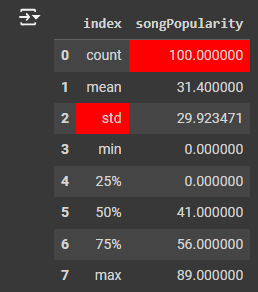 index songPopularity
0 count 100.000000
1 mean 31.400000
2 std 29.923471
3 min 0.000000
4 25% 0.000000
5 50% 41.000000
6 75% 56.000000
7 max 89.000000